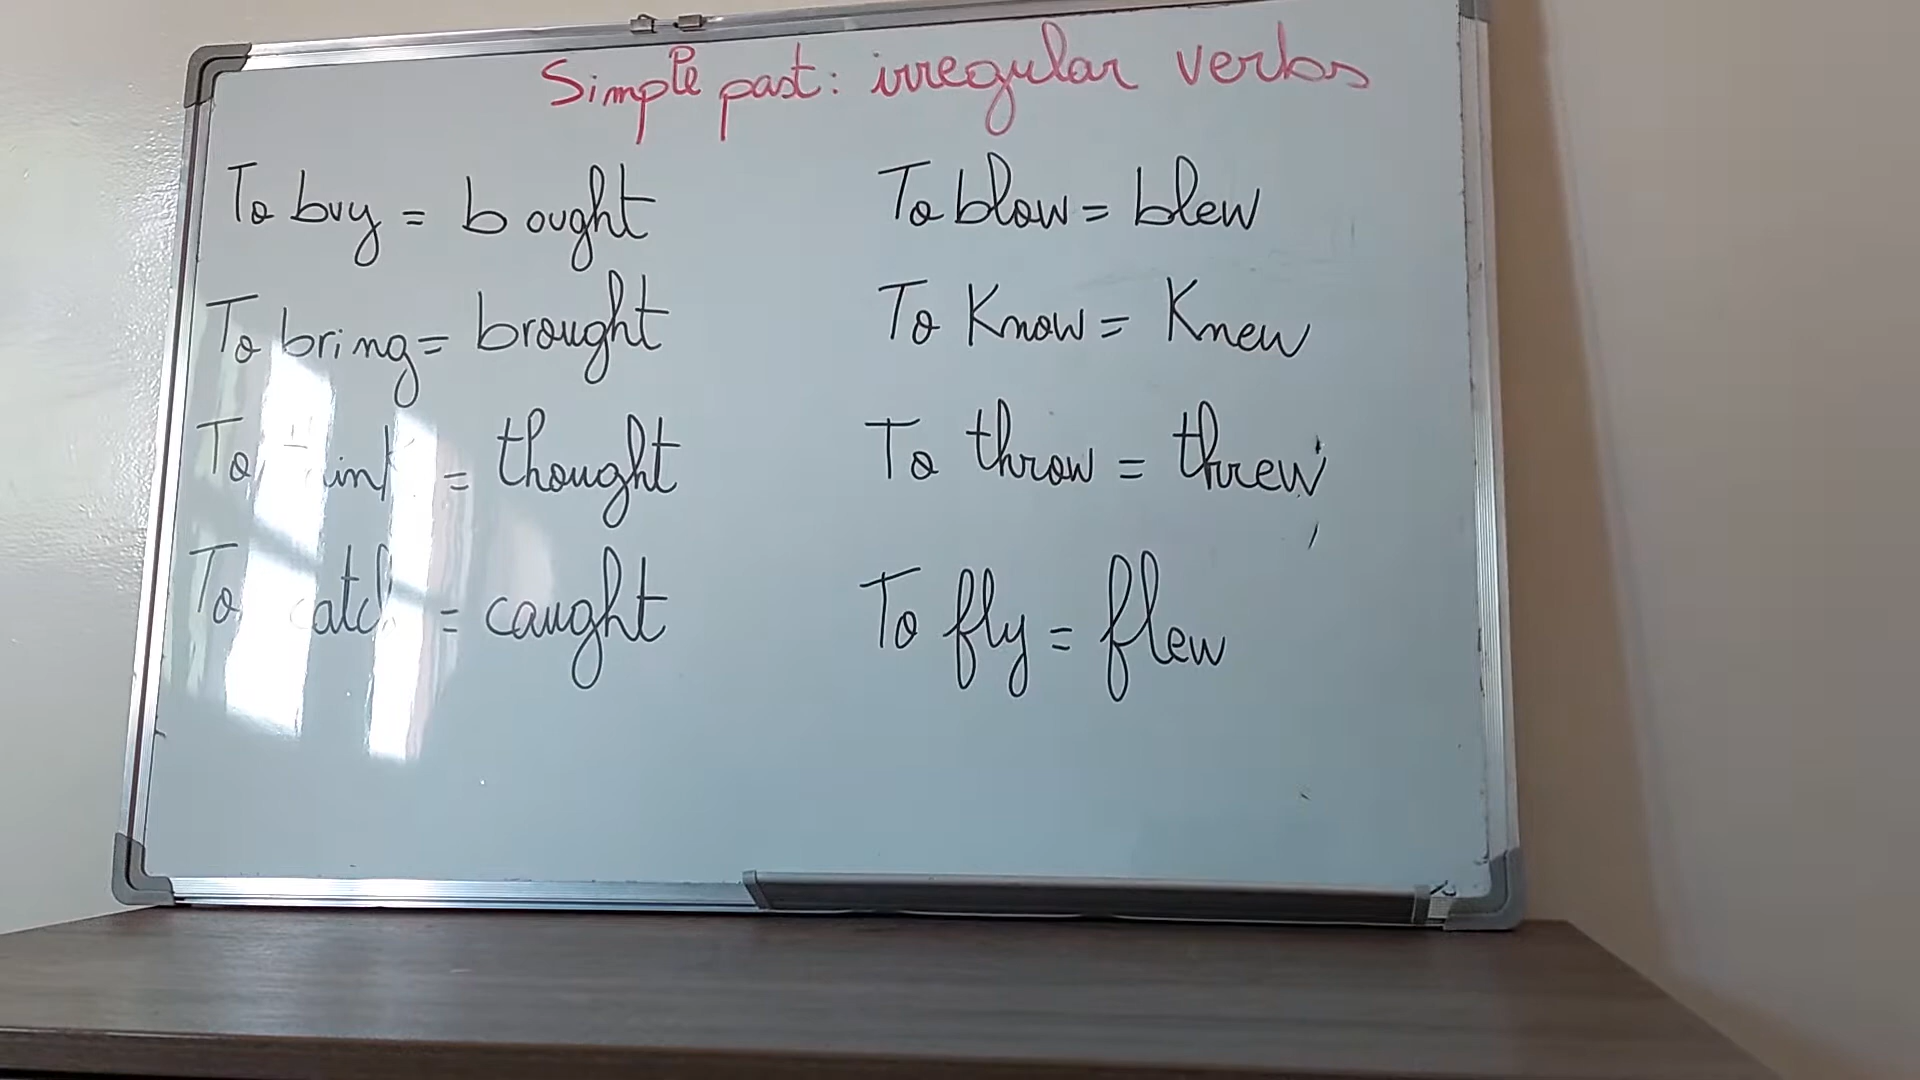 Simple past: irregular verbs
To buy = bought
To bring = brought
To = thought
To = caught
To blow = blew
To Know = Knew
To throw = threw
To fly = flew